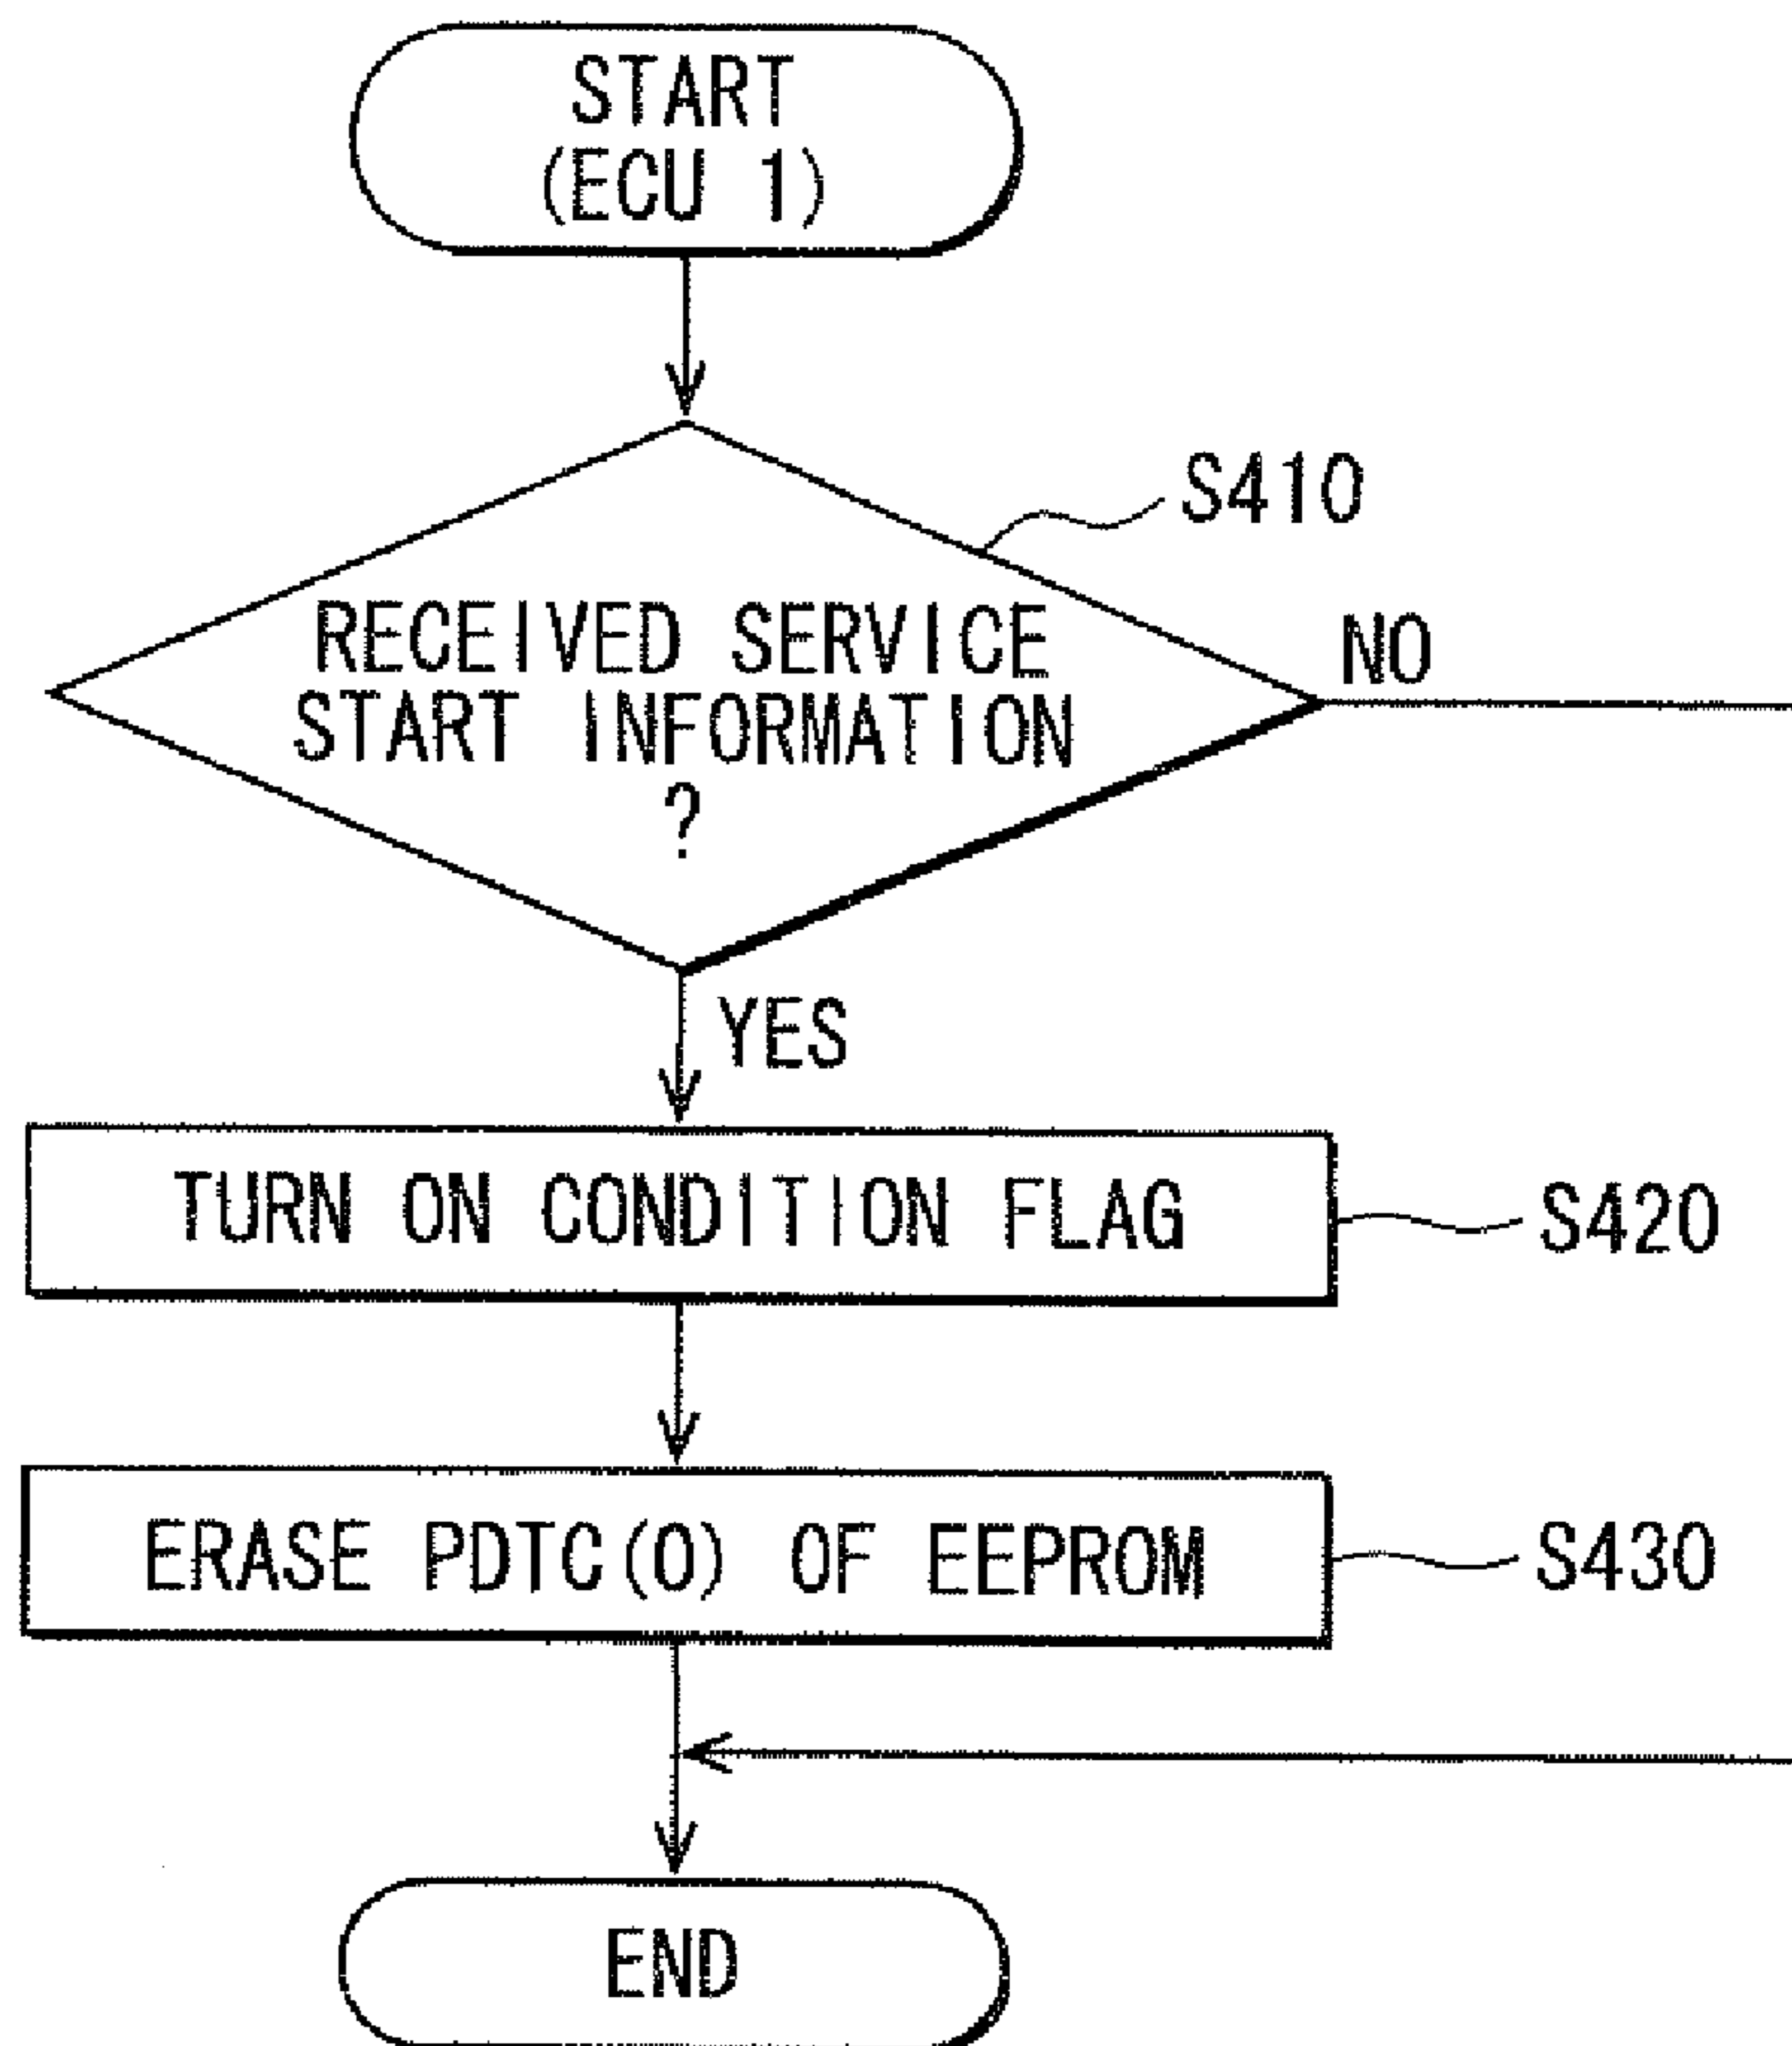 START
(ECU 1)
S410
RECEIVED SERVICE
START INFORMATION
?
NO
YES
TURN ON CONDITION FLAG
S420
ERASE PDTC(0) OF EEPROM
S430
END